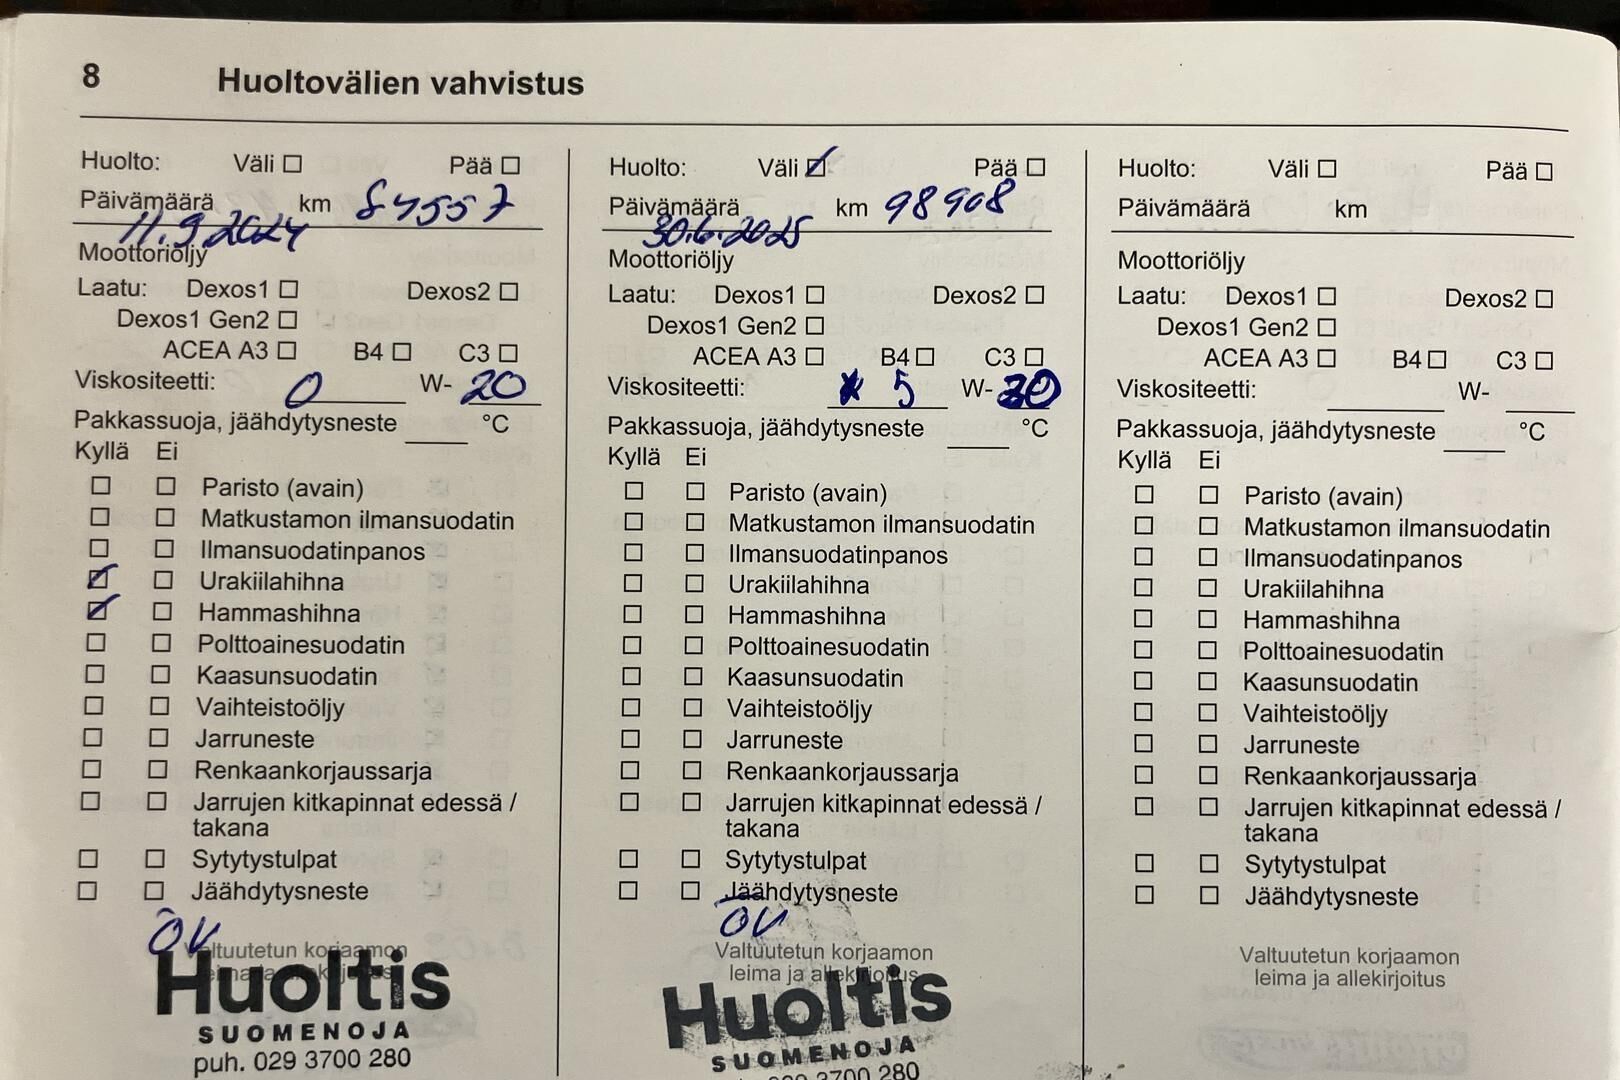 8 Huoltovälien vahvistus
Huolto: Väli ☐ Pää ☐
Päivämäärä km 84557
11.9.2024
Moottoriöljy
Laatu: Dexos1 ☐ Dexos2 ☐
Dexos1 Gen2 ☐
ACEA A3 ☐ B4 ☐ C3 ☐
Viskositeetti: 0 W- 20
Pakkassuoja, jäähdytysneste °C
Kyllä Ei
☐ ☐ Paristo (avain)
☐ ☐ Matkustamon ilmansuodatin
☐ ☐ Ilmansuodatinpanos
☑ ☐ Urakiilahihna
☑ ☐ Hammashihna
☐ ☐ Polttoainesuodatin
☐ ☐ Kaasunsuodatin
☐ ☐ Vaihteistoöljy
☐ ☐ Jarruneste
☐ ☐ Renkaankorjaussarja
☐ ☐ Jarrujen kitkapinnat edessä /
takana
☐ ☐ Sytytystulpat
☐ ☐ Jäähdytysneste
ÖV
Valtuutetun korjaamon
leima ja allekirjoitus
Huoltis
SUOMENOJA
puh. 029 3700 280
Huolto: Väli ☑ Pää ☐
Päivämäärä km 98908
30.6.2025
Moottoriöljy
Laatu: Dexos1 ☐ Dexos2 ☐
Dexos1 Gen2 ☐
ACEA A3 ☐ B4 ☐ C3 ☐
Viskositeetti: 5 W- 30
Pakkassuoja, jäähdytysneste °C
Kyllä Ei
☐ ☐ Paristo (avain)
☐ ☐ Matkustamon ilmansuodatin
☐ ☐ Ilmansuodatinpanos
☐ ☐ Urakiilahihna
☐ ☐ Hammashihna
☐ ☐ Polttoainesuodatin
☐ ☐ Kaasunsuodatin
☐ ☐ Vaihteistoöljy
☐ ☐ Jarruneste
☐ ☐ Renkaankorjaussarja
☐ ☐ Jarrujen kitkapinnat edessä /
takana
☐ ☐ Sytytystulpat
☐ ☐ Jäähdytysneste
ÖV
Valtuutetun korjaamon
leima ja allekirjoitus
Huoltis
SUOMENOJA
029 3700 280
Huolto: Väli ☐ Pää ☐
Päivämäärä km
Moottoriöljy
Laatu: Dexos1 ☐ Dexos2 ☐
Dexos1 Gen2 ☐
ACEA A3 ☐ B4 ☐ C3 ☐
Viskositeetti: W-
Pakkassuoja, jäähdytysneste °C
Kyllä Ei
☐ ☐ Paristo (avain)
☐ ☐ Matkustamon ilmansuodatin
☐ ☐ Ilmansuodatinpanos
☐ ☐ Urakiilahihna
☐ ☐ Hammashihna
☐ ☐ Polttoainesuodatin
☐ ☐ Kaasunsuodatin
☐ ☐ Vaihteistoöljy
☐ ☐ Jarruneste
☐ ☐ Renkaankorjaussarja
☐ ☐ Jarrujen kitkapinnat edessä /
takana
☐ ☐ Sytytystulpat
☐ ☐ Jäähdytysneste
Valtuutetun korjaamon
leima ja allekirjoitus